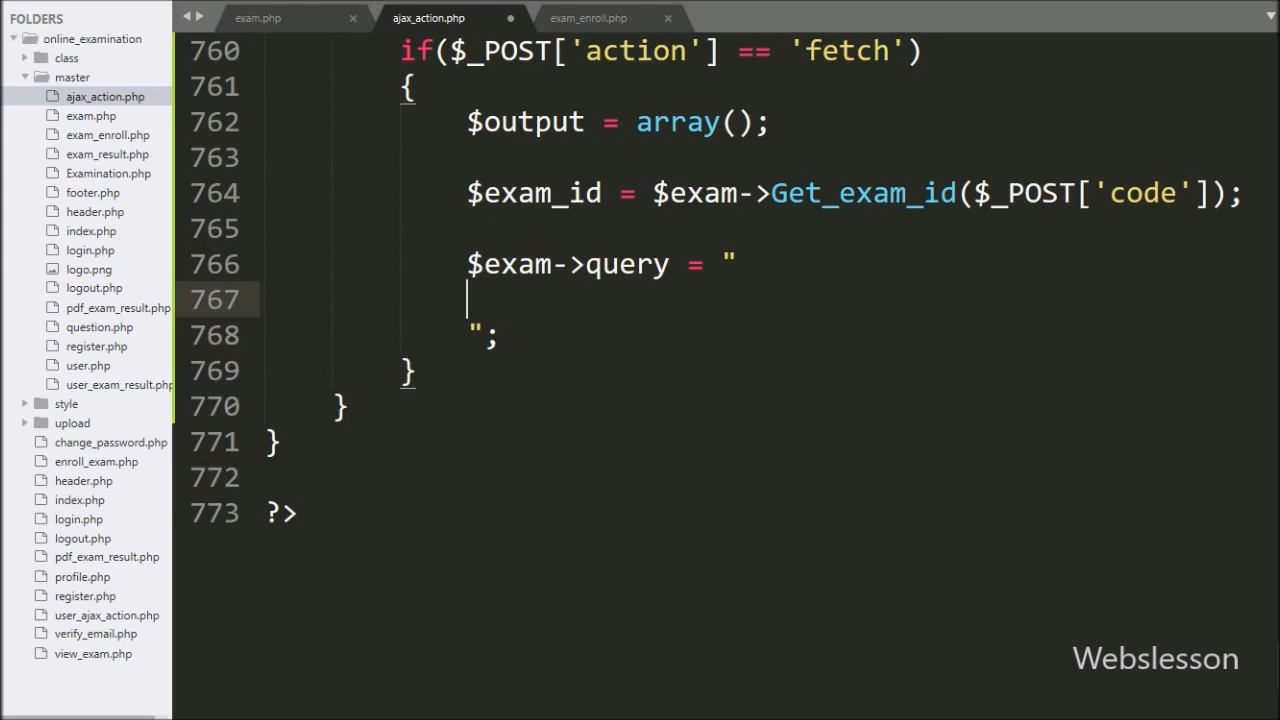 FOLDERS
online_examination
class
master
ajax_action.php
exam.php
exam_enroll.php
exam_result.php
Examination.php
footer.php
header.php
index.php
login.php
logo.png
logout.php
pdf_exam_result.php
question.php
register.php
user.php
user_exam_result.php
style
upload
change_password.php
enroll_exam.php
header.php
index.php
login.php
logout.php
pdf_exam_result.php
profile.php
register.php
user_ajax_action.php
verify_email.php
view_exam.php
exam.php ajax_action.php exam_enroll.php
760 if($_POST['action'] == 'fetch')
761 {
762 $output = array();
763
764 $exam_id = $exam->Get_exam_id($_POST['code']);
765
766 $exam->query = "
767
768 ";
769 }
770 }
771 }
772
773 ?>
Webslesson